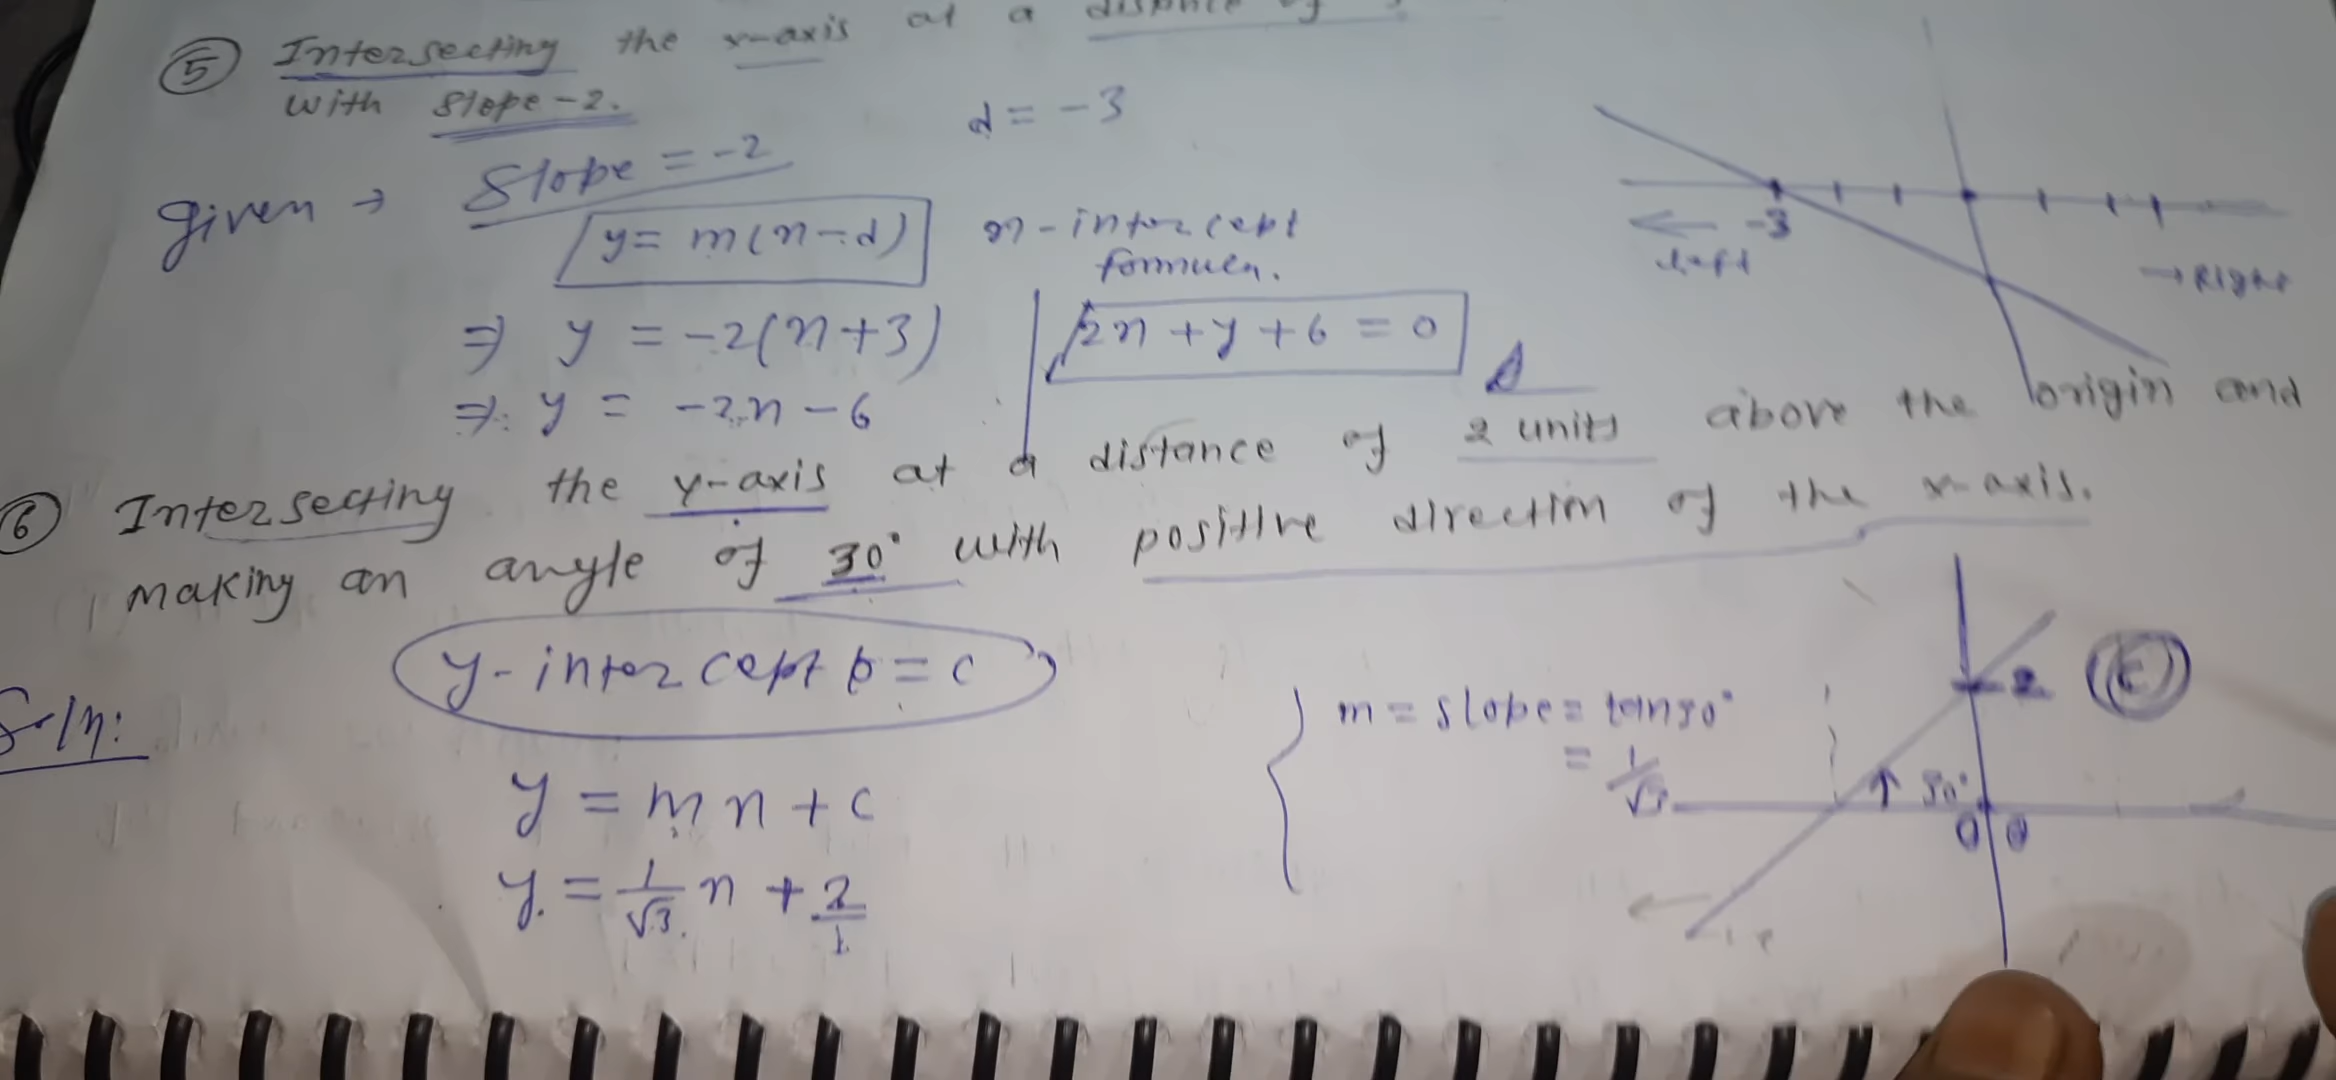 ⑤ Intersecting the x-axis at a distance of
with slope -2.
d = -3
given → Slope = -2
y = m(x-d) x-intercept
formula.
⇒ y = -2(x+3) 2x + y + 6 = 0
⇒ y = -2x - 6
-3
left → Right
⑥ Intersecting the y-axis at a distance of 2 units above the origin and
making an angle of 30° with positive direction of the x-axis.
Soln: y-intercept = c
m = slope = tan30°
= 1/√3
y = mx + c
y = 1/√3 x + 2/1
2 (C)
30°
O